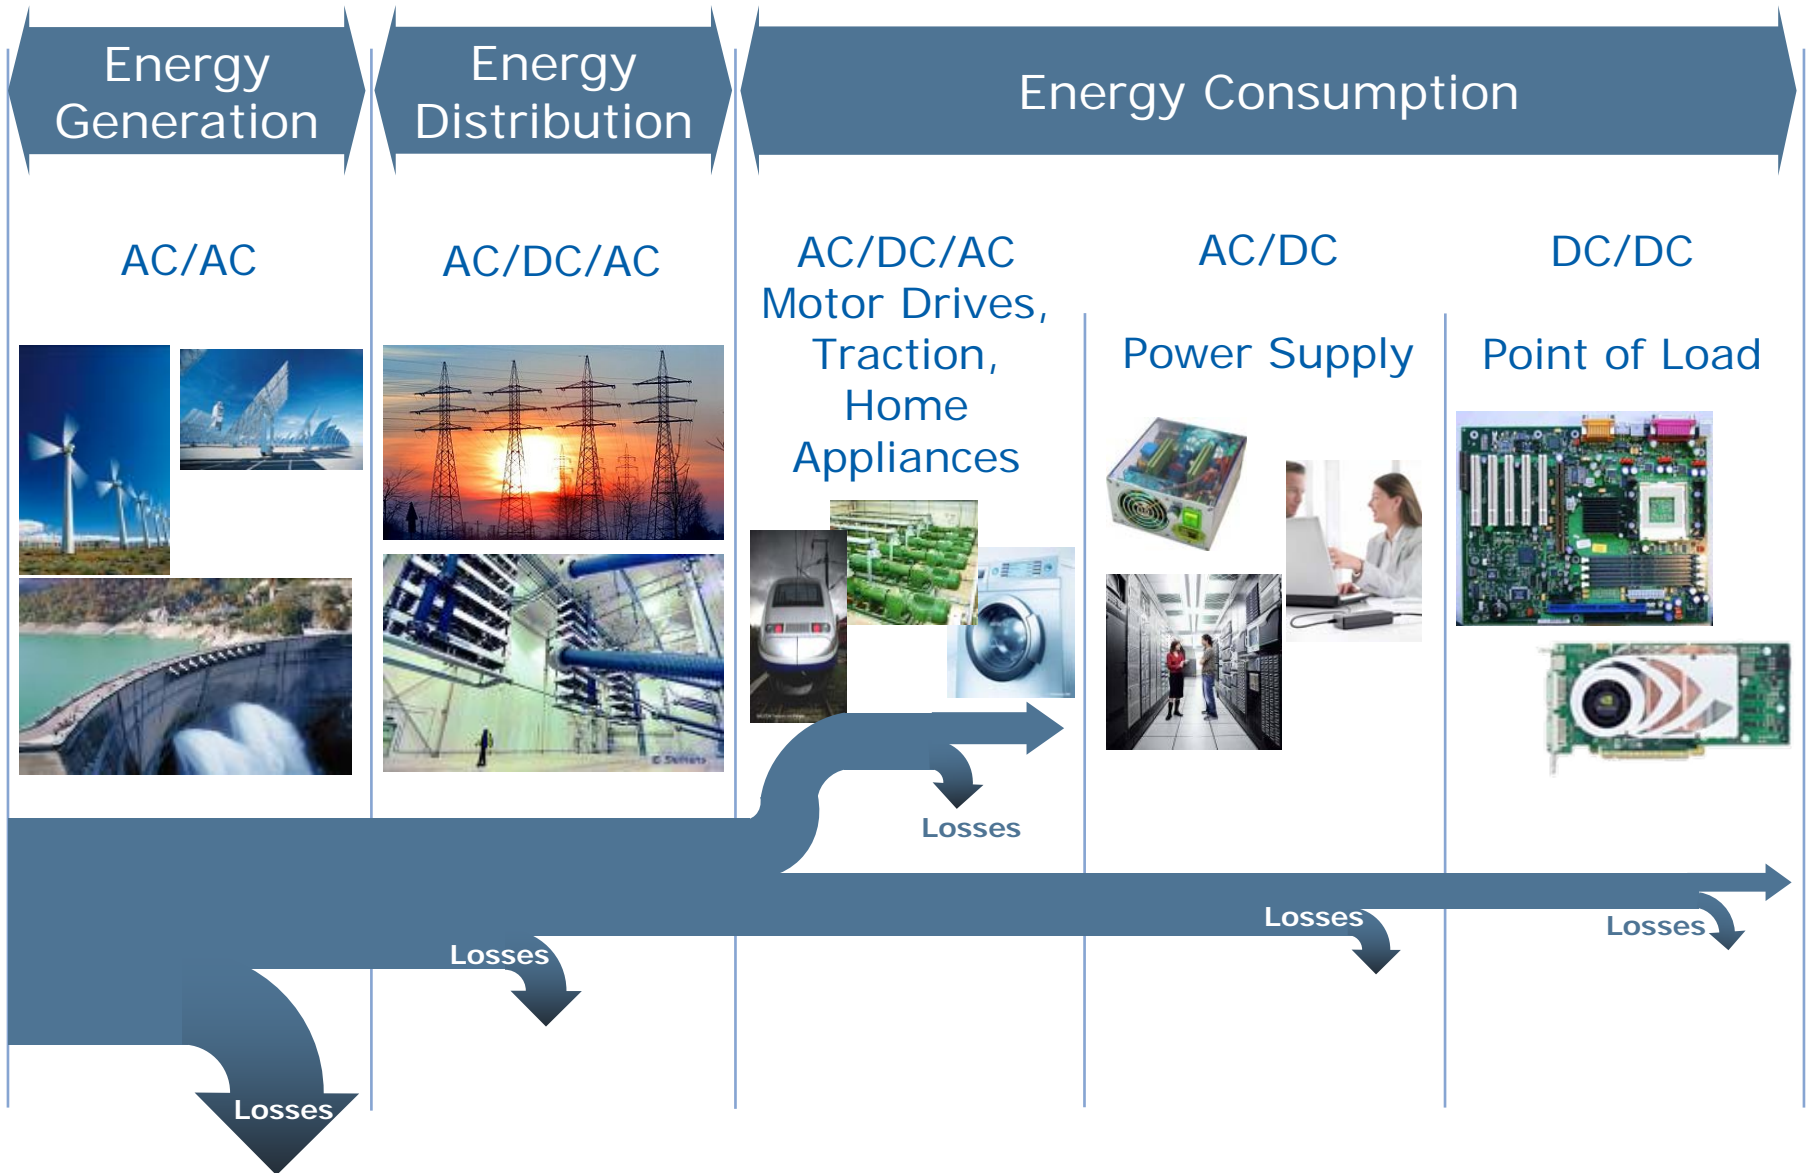 Energy
Generation
Energy
Distribution
Energy Consumption
AC/AC
AC/DC/AC
AC/DC/AC
Motor Drives,
Traction,
Home
Appliances
AC/DC
Power Supply
DC/DC
Point of Load
© Siemens
Losses
Losses
Losses
Losses
Losses